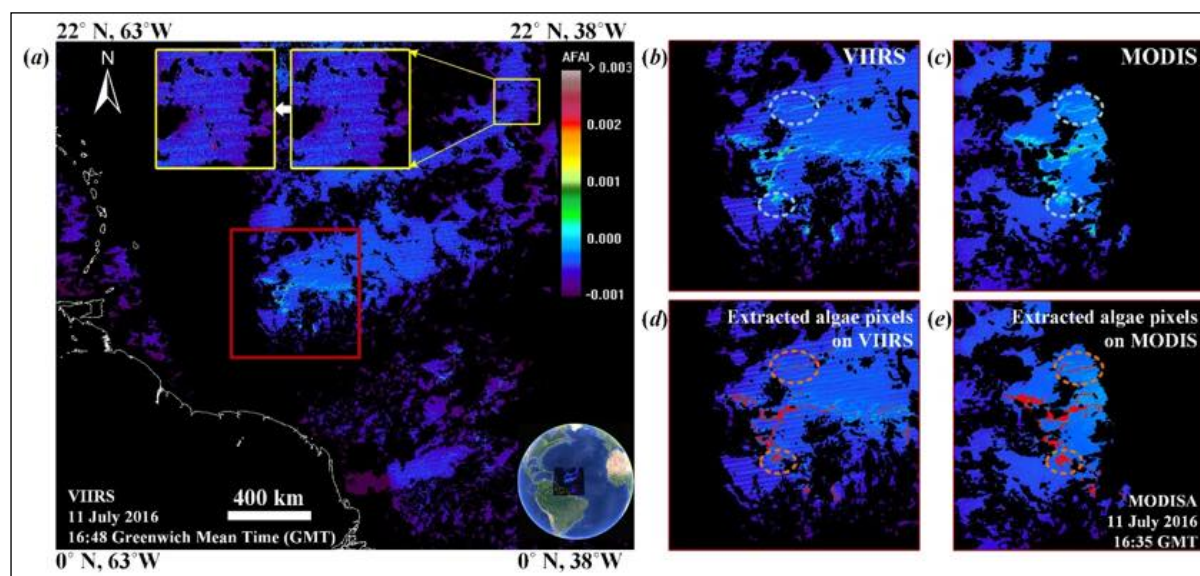 22° N, 63°W
22° N, 38°W
(a)
N
AFAI
> 0.003
0.002
0.001
0.000
-0.001
VIIRS
11 July 2016
16:48 Greenwich Mean Time (GMT)
400 km
0° N, 63°W
0° N, 38°W
(b)
VIIRS
(c)
MODIS
(d)
Extracted algae pixels
on VIIRS
(e)
Extracted algae pixels
on MODIS
MODISA
11 July 2016
16:35 GMT